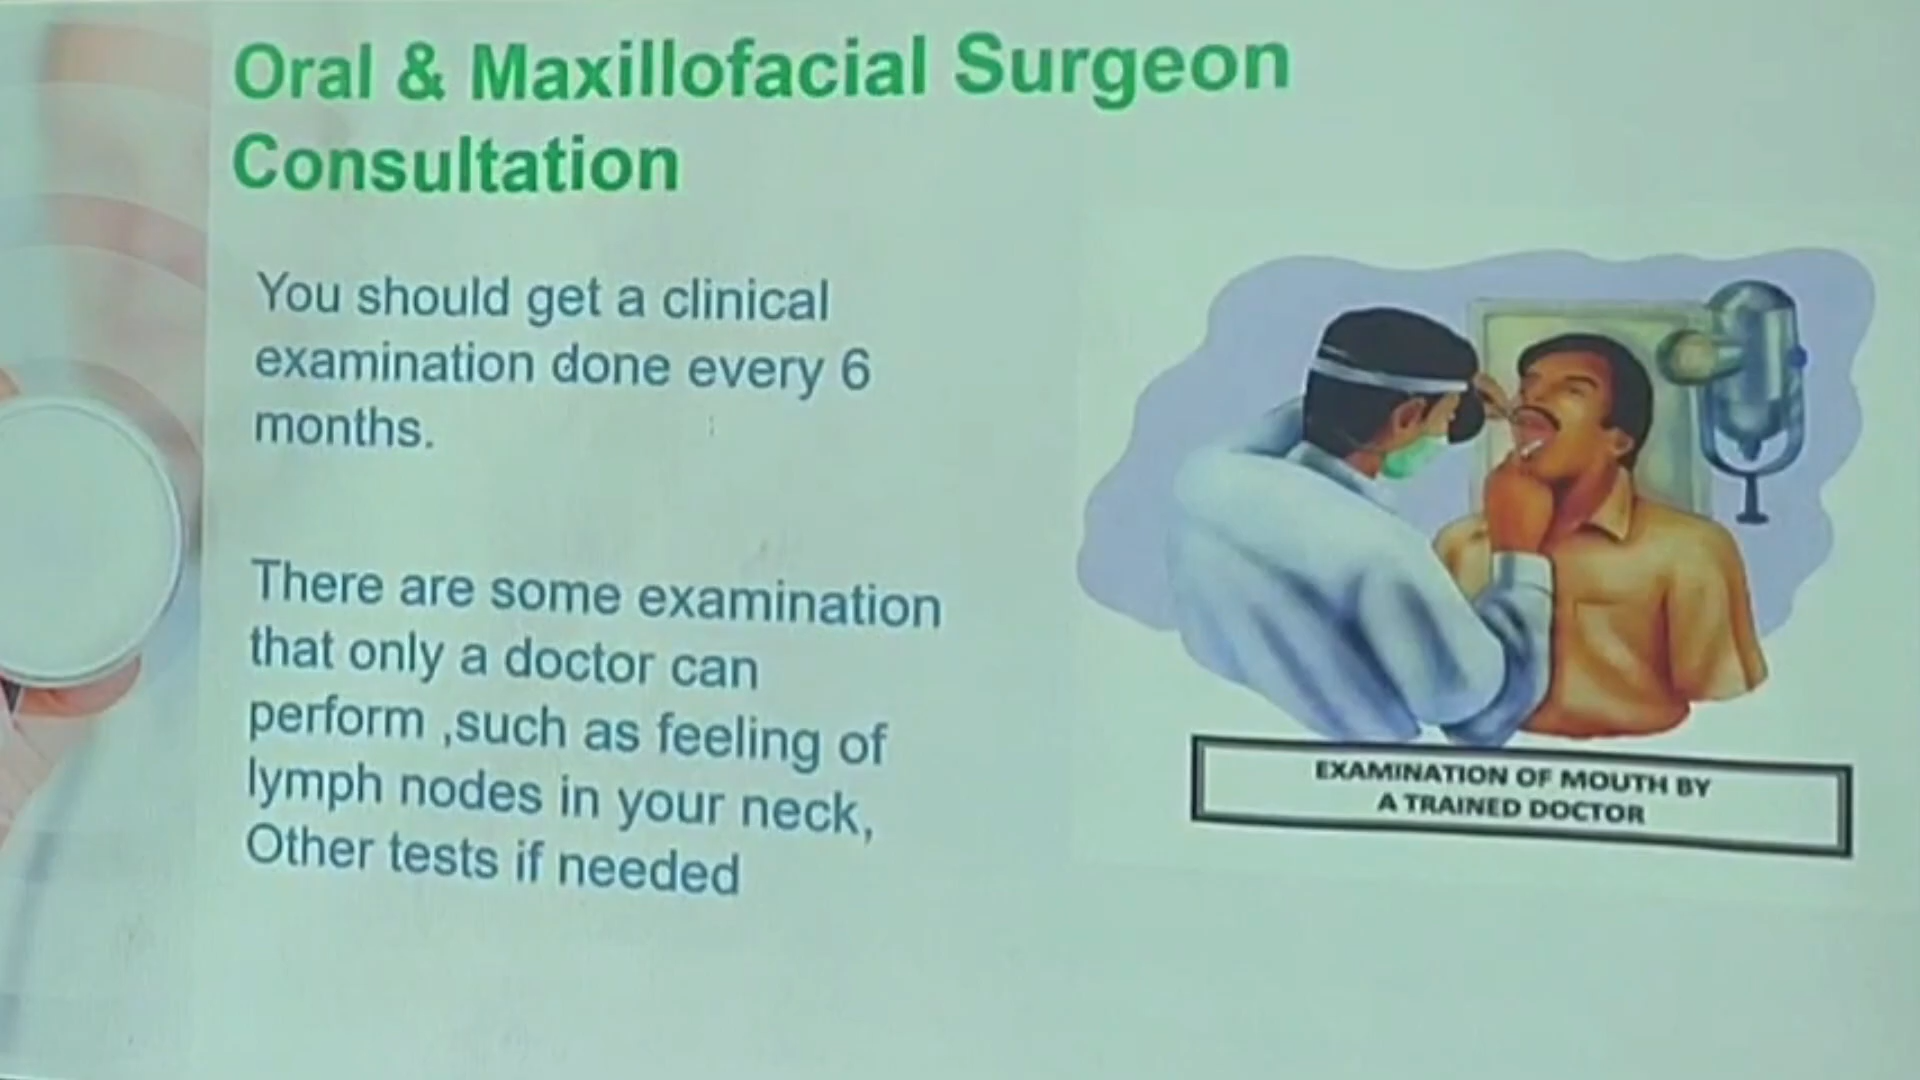 Oral & Maxillofacial Surgeon
Consultation
You should get a clinical
examination done every 6
months.
There are some examination
that only a doctor can
perform ,such as feeling of
lymph nodes in your neck,
Other tests if needed
EXAMINATION OF MOUTH BY
A TRAINED DOCTOR